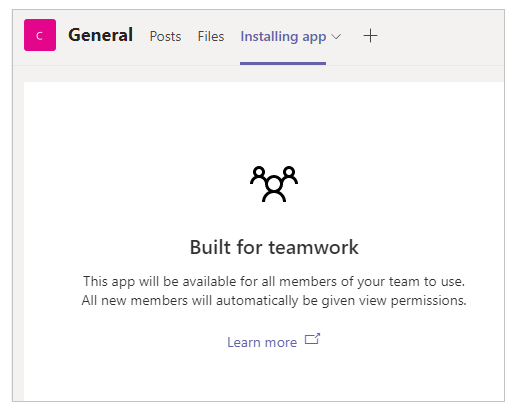 C General Posts Files Installing app
Built for teamwork
This app will be available for all members of your team to use.
All new members will automatically be given view permissions.
Learn more